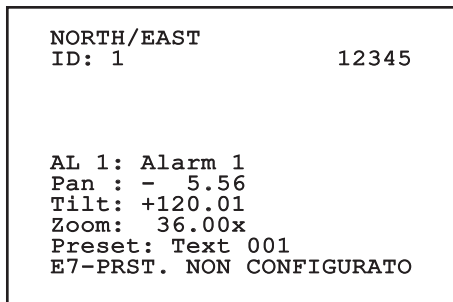 NORTH/EAST
ID: 1 12345
AL 1: Alarm 1
Pan : - 5.56
Tilt: +120.01
Zoom: 36.00x
Preset: Text 001
E7-PRST. NON CONFIGURATO